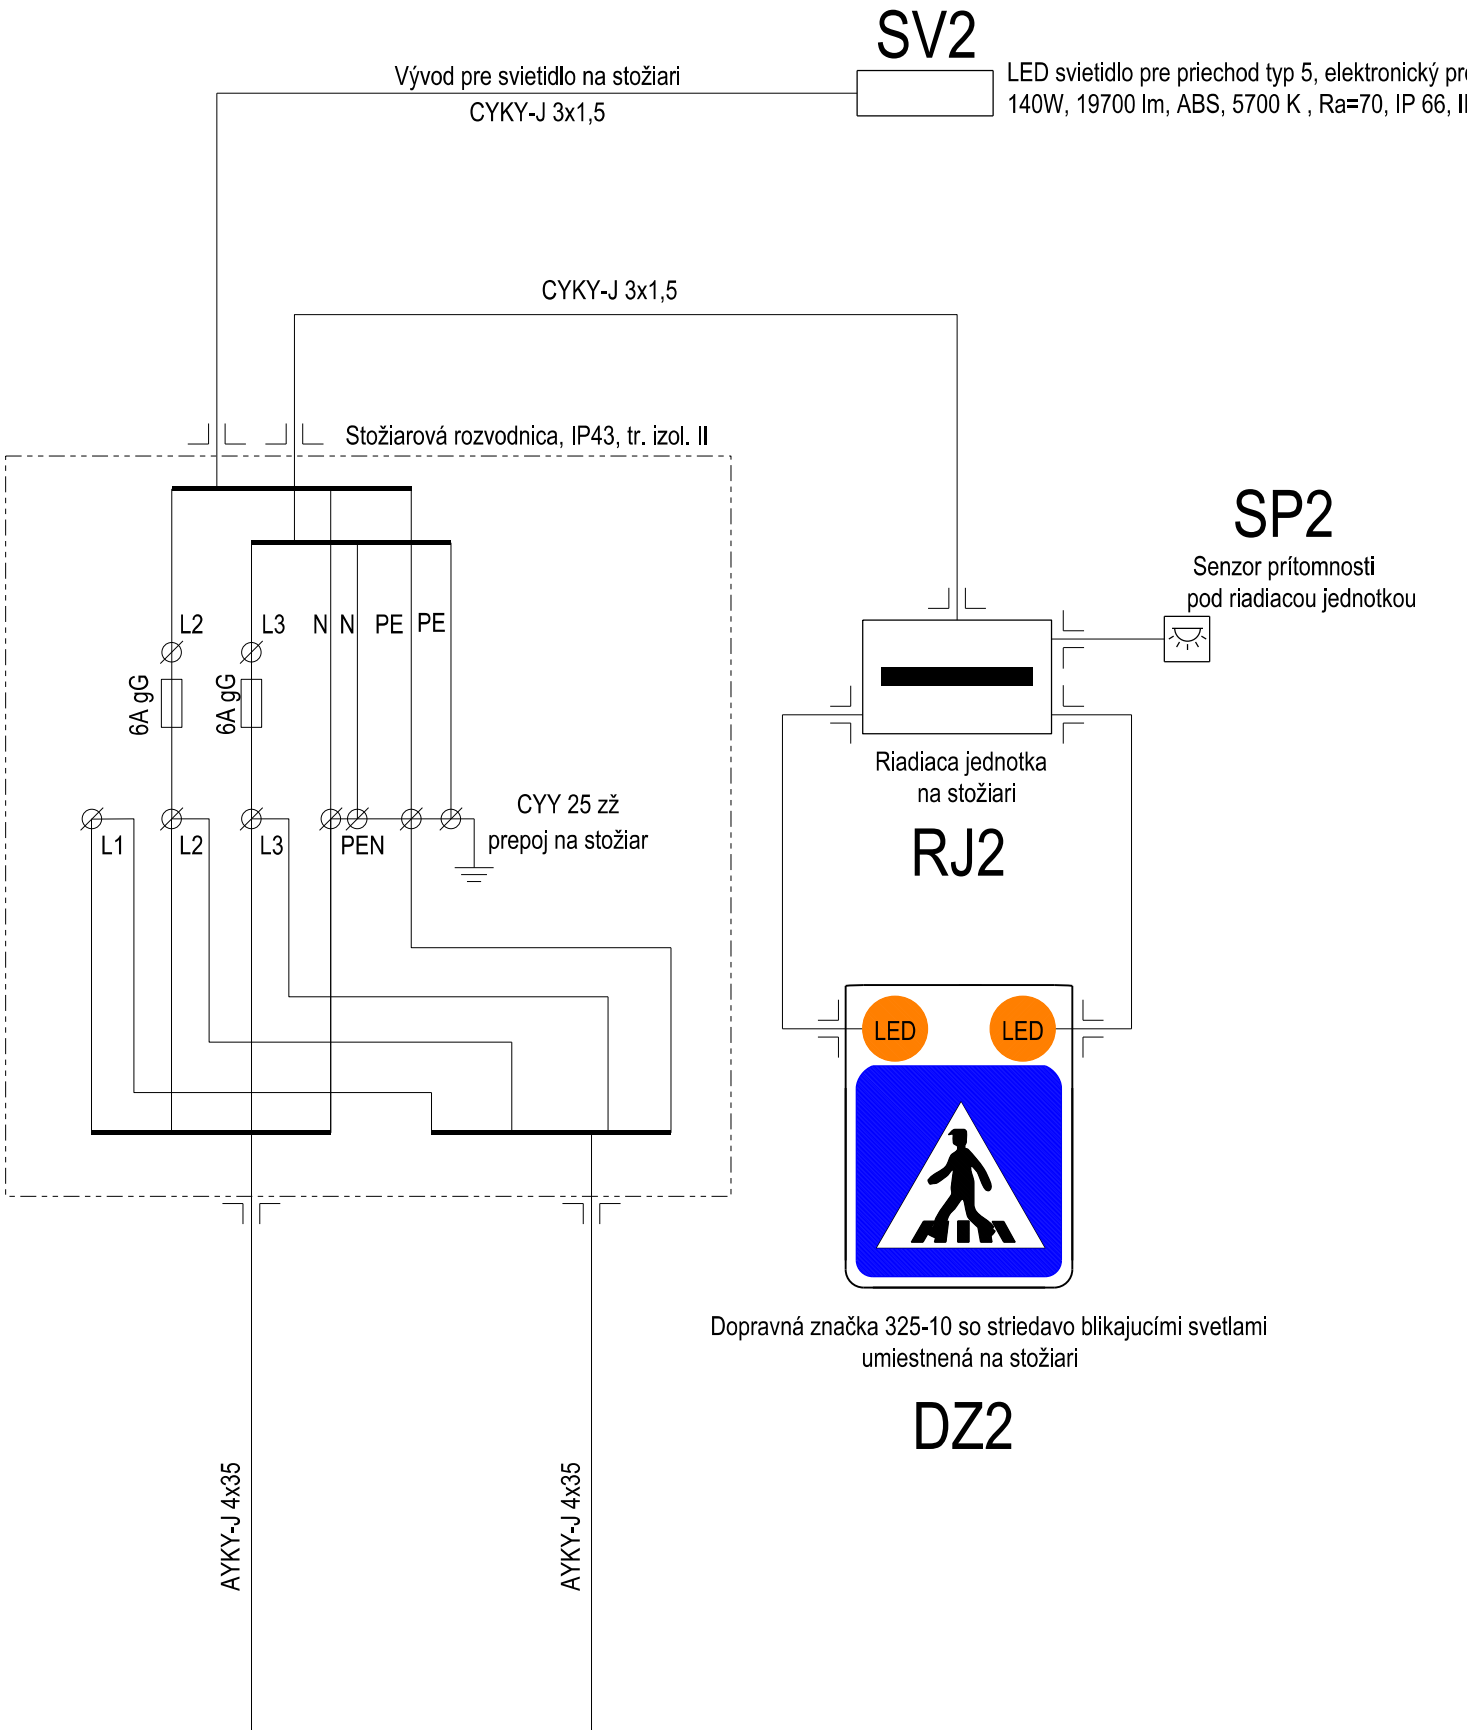 SV2
Vývod pre svietidlo na stožiari
CYKY-J 3x1,5
LED svietidlo pre priechod typ 5, elektronický
140W, 19700 lm, ABS, 5700 K , Ra=70, IP 66,
CYKY-J 3x1,5
Stožiarová rozvodnica, IP43, tr. izol. II
SP2
Senzor prítomnosti
pod riadiacou jednotkou
L2
L3
N
N
PE
PE
6A gG
6A gG
Riadiaca jednotka
na stožiari
RJ2
CYY 25 zž
prepoj na stožiar
L1
L2
L3
PEN
LED
LED
Dopravná značka 325-10 so striedavo blikajucími svetlami
umiestnená na stožiari
DZ2
AYKY-J 4x35
AYKY-J 4x35